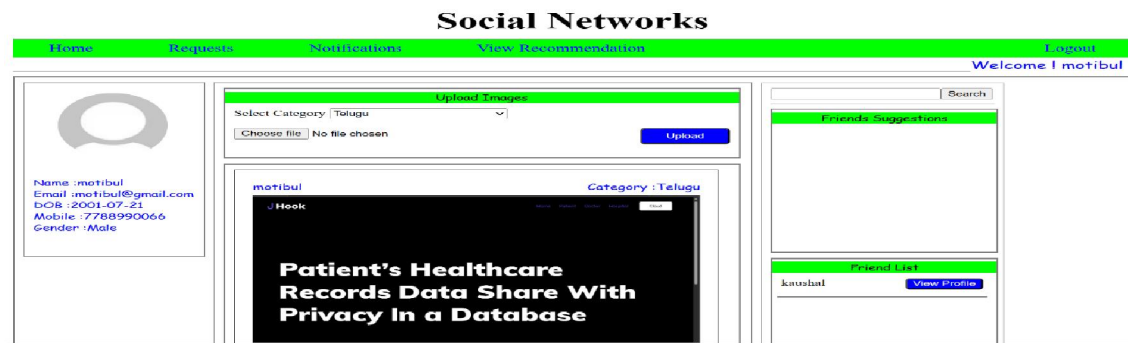 Social Networks
Home Requests Notifications View Recommendation Logout
Welcome ! motibul
Name :motibul
Email :motibul@gmail.com
DOB :2001-07-21
Mobile :7788990066
Gender :Male
Upload Images
Select Category Telugu
Choose file No file chosen Upload
motibul Category :Telugu
Hook
Patient's Healthcare
Records Data Share With
Privacy In a Database
Search
Friends Suggestions
Friend List
kaushal View Profile